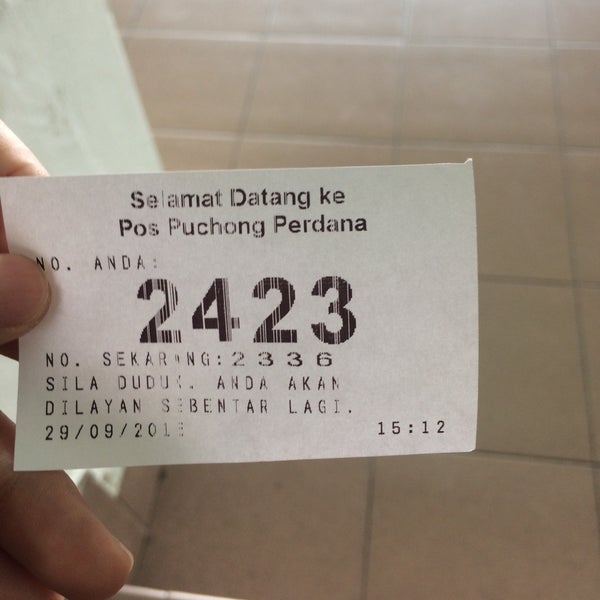 Selamat Datang ke
Pos Puchong Perdana
NO. ANDA:
2423
NO. SEKARANG:2336
SILA DUDUK. ANDA AKAN
DILAYAN SEBENTAR LAGI.
15:12